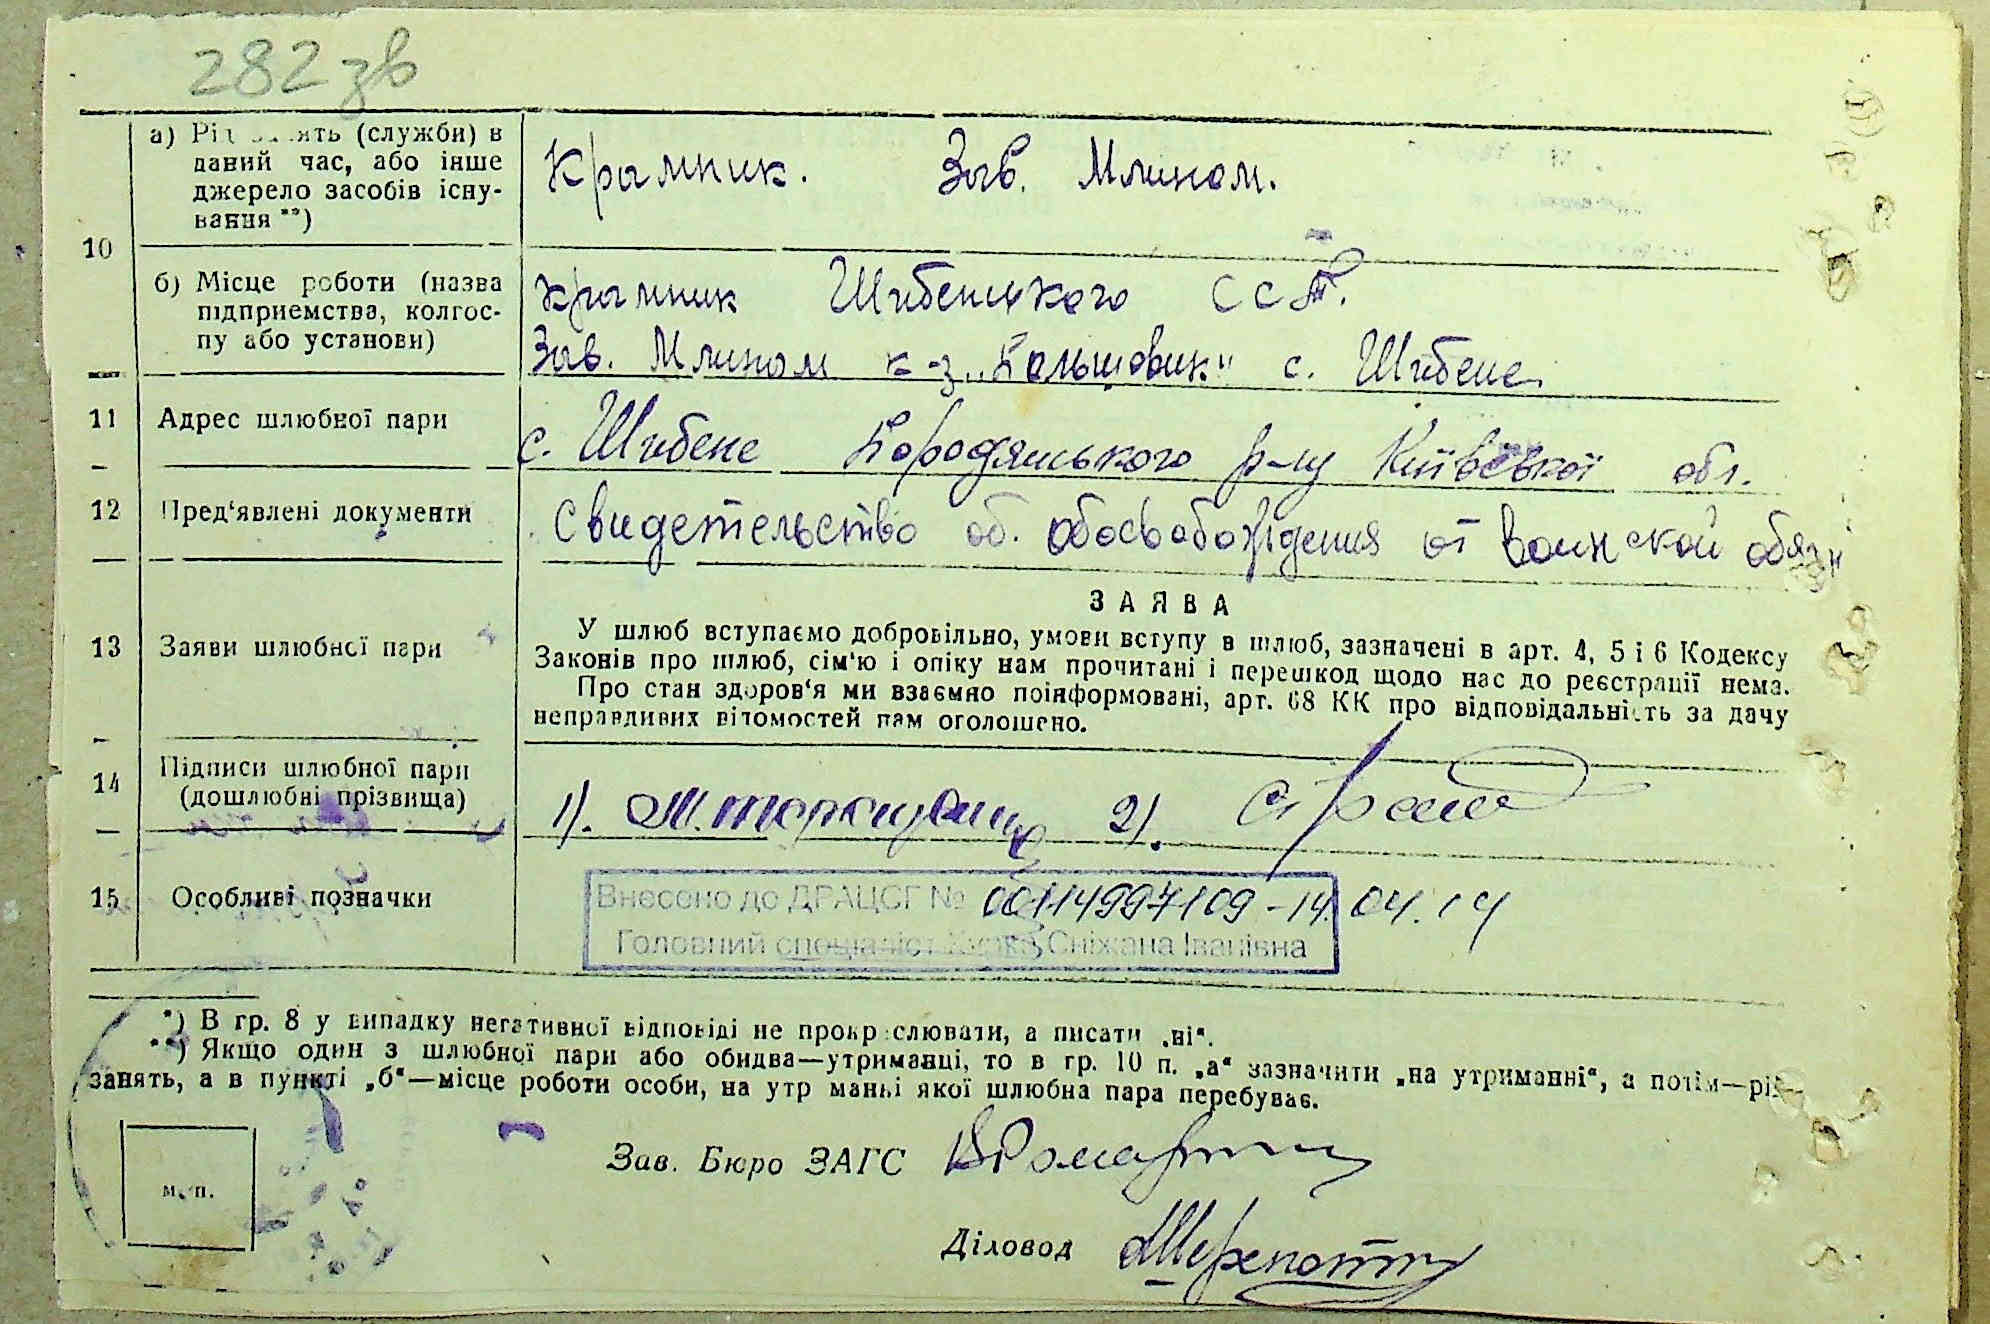 282 зв
а) Рід занять (служби) в
даний час, або інше
джерело засобів існу-
вання **)
Крамник. Зав. Млином.
10
б) Місце роботи (назва
підприємства, колгос-
пу або установи)
крамник Шибенського ССТ.
Зав. Млином к-з „Большовик" с. Шибене
11 Адрес шлюбної пари
с. Шибене Бородянського р-ну Київської обл.
12 Пред'явлені документи
Свидетельство об. обосвобождения от воинской обязн
13 Заяви шлюбної пари
ЗАЯВА
У шлюб вступаємо добровільно, умови вступу в шлюб, зазначені в арт. 4, 5 і 6 Кодексу
Законів про шлюб, сім'ю і опіку нам прочитані і перешкод щодо нас до реєстрації нема.
Про стан здоров'я ми взаємно поінформовані, арт. 68 КК про відповідальність за дачу
неправдивих відомостей нам оголошено.
14 Підписи шлюбної пари
(дошлюбні прізвища)
1). 2).
15 Особливі позначки
Внесено до ДРАЦСГ № 00114997109 - 14.04.14
Головний спеціаліст Сніжана Іванівна
*) В гр. 8 у випадку негативної відповіді не прокреслювати, а писати „ні".
**) Якщо один з шлюбної пари або обидва—утриманці, то в гр. 10 п. „а" зазначити „на утриманні", а потім—рід
занять, а в пункті „б"—місце роботи особи, на утриманні якої шлюбна пара перебуває.
Зав. Бюро ЗАГС
м. п.
Діловод